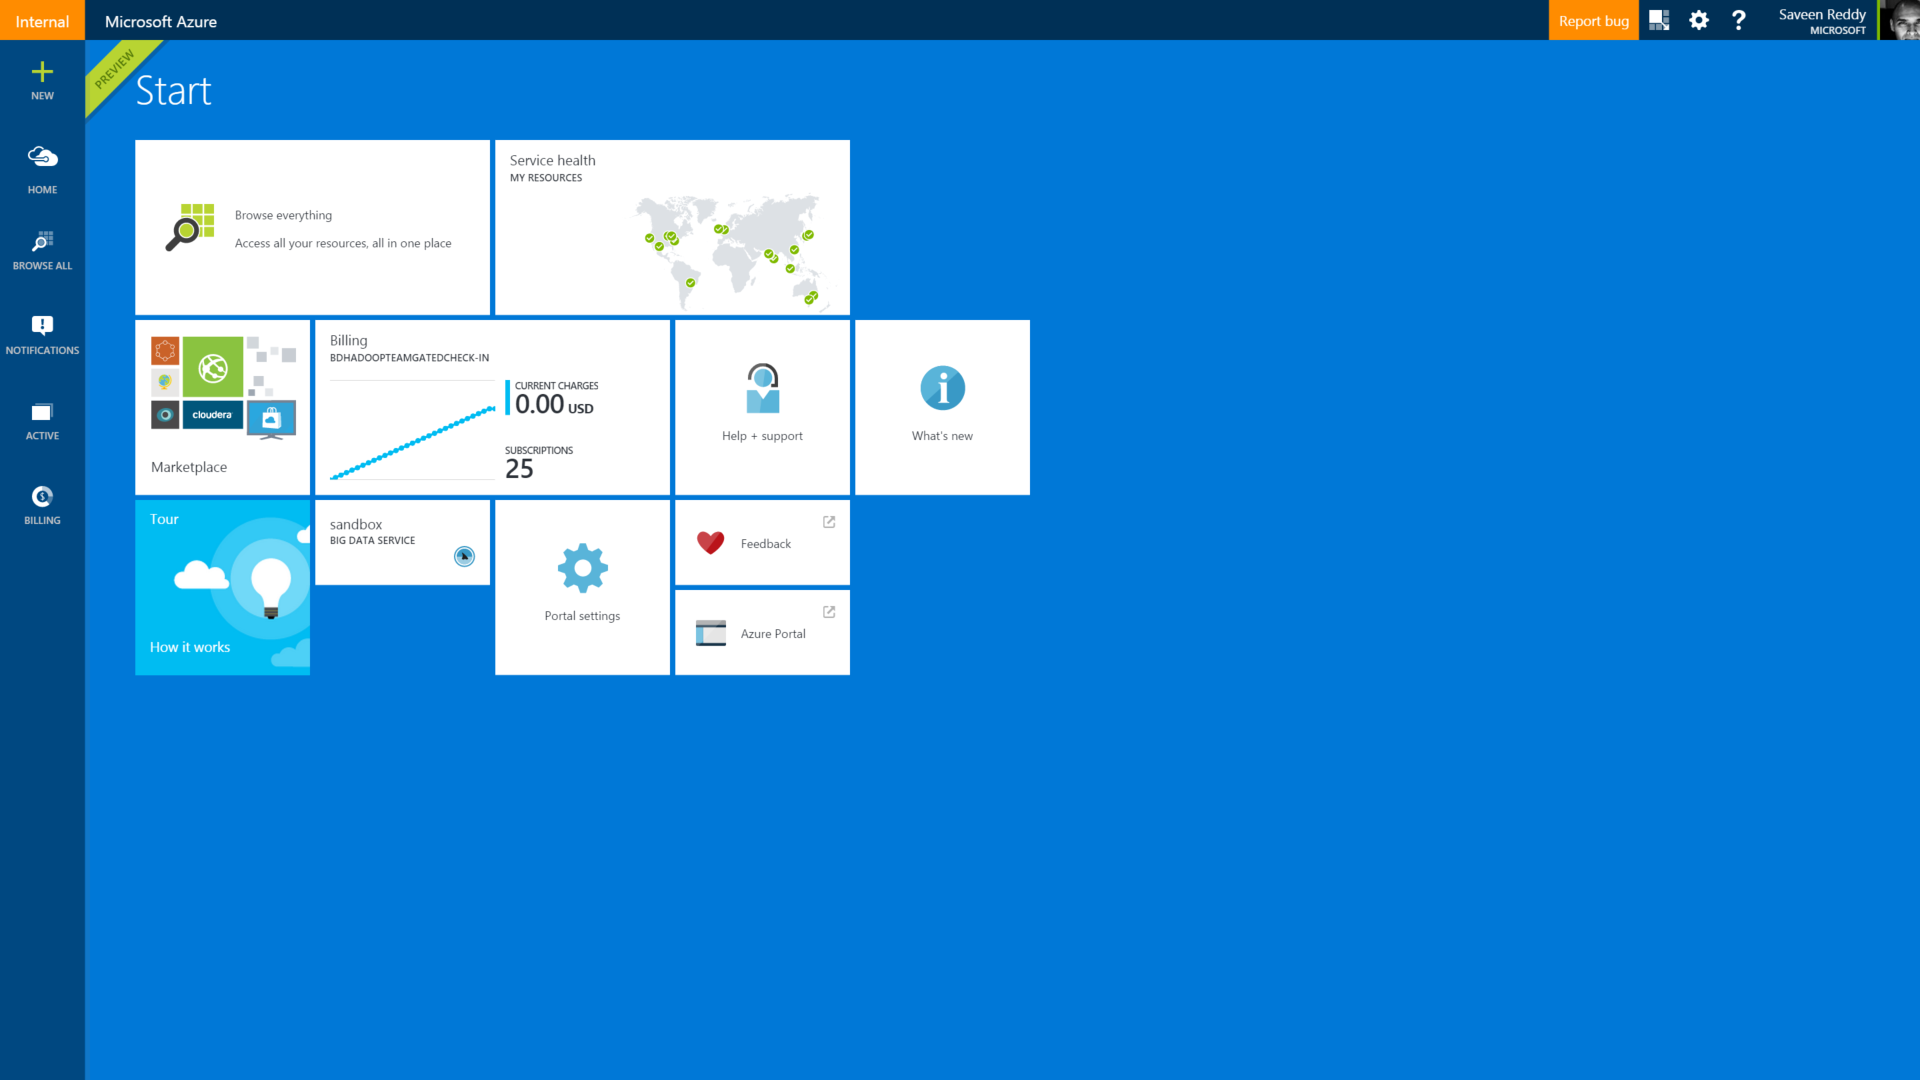 Internal
Microsoft Azure
Report bug
Saveen Reddy
MICROSOFT
NEW
HOME
BROWSE ALL
NOTIFICATIONS
ACTIVE
BILLING
PREVIEW
Start
Browse everything
Access all your resources, all in one place
Service health
MY RESOURCES
cloudera
Marketplace
Billing
BDHADOOPTEAMGATEDCHECK-IN
CURRENT CHARGES
0.00 USD
SUBSCRIPTIONS
25
Help + support
What's new
Tour
How it works
sandbox
BIG DATA SERVICE
Portal settings
Feedback
Azure Portal